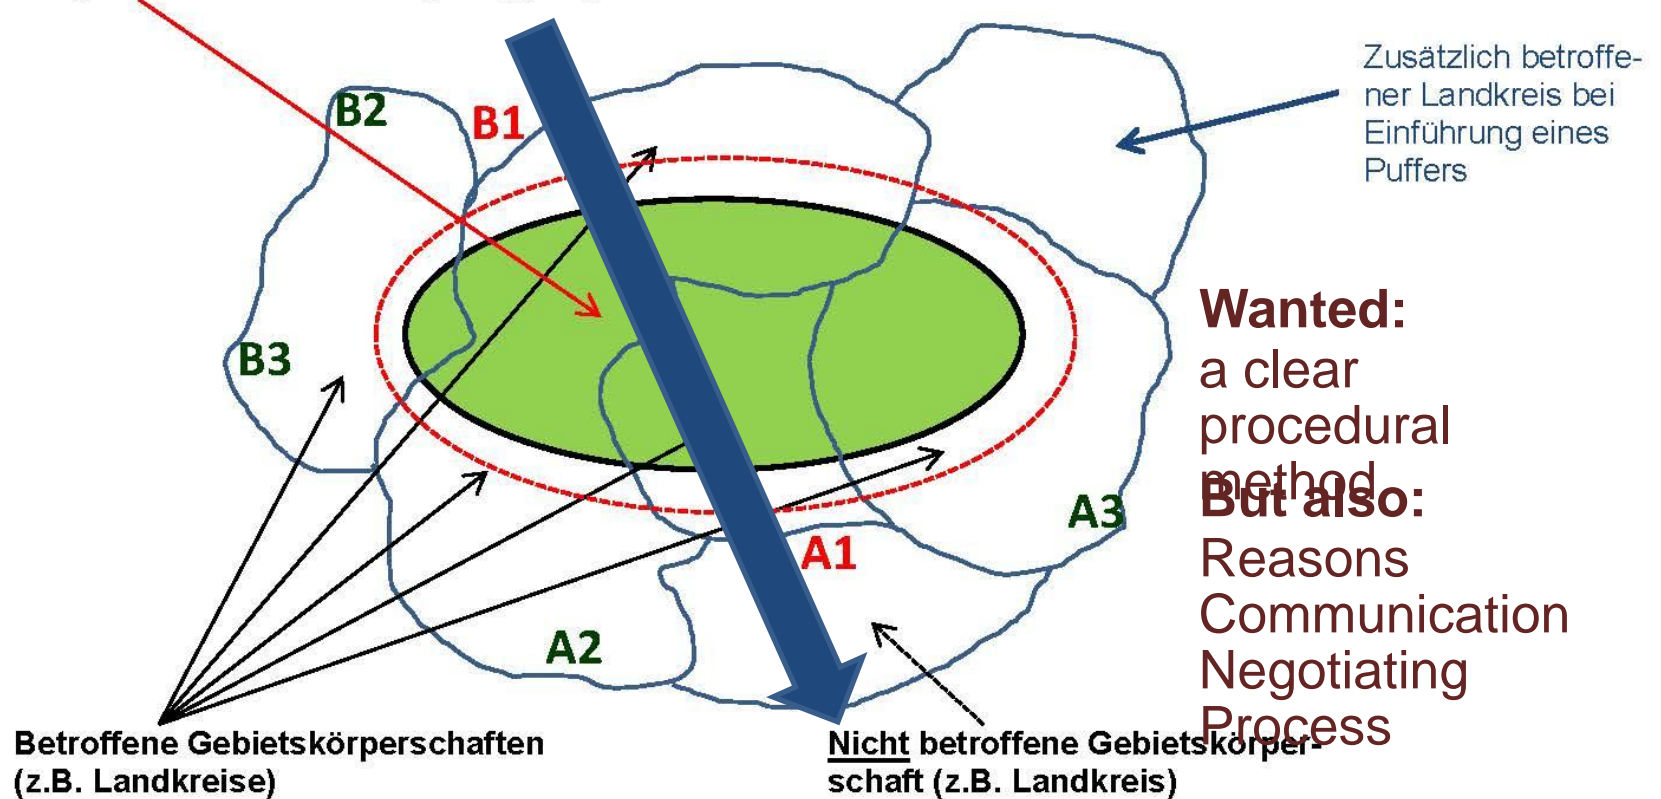 Zusätzlich betroffe-
ner Landkreis bei
Einführung eines
Puffers
B2
B1
B3
A3
A1
A2
Wanted:
a clear
procedural
method
But also:
Reasons
Communication
Negotiating
Process
Betroffene Gebietskörperschaften
(z.B. Landkreise)
Nicht betroffene Gebietskörper-
schaft (z.B. Landkreis)